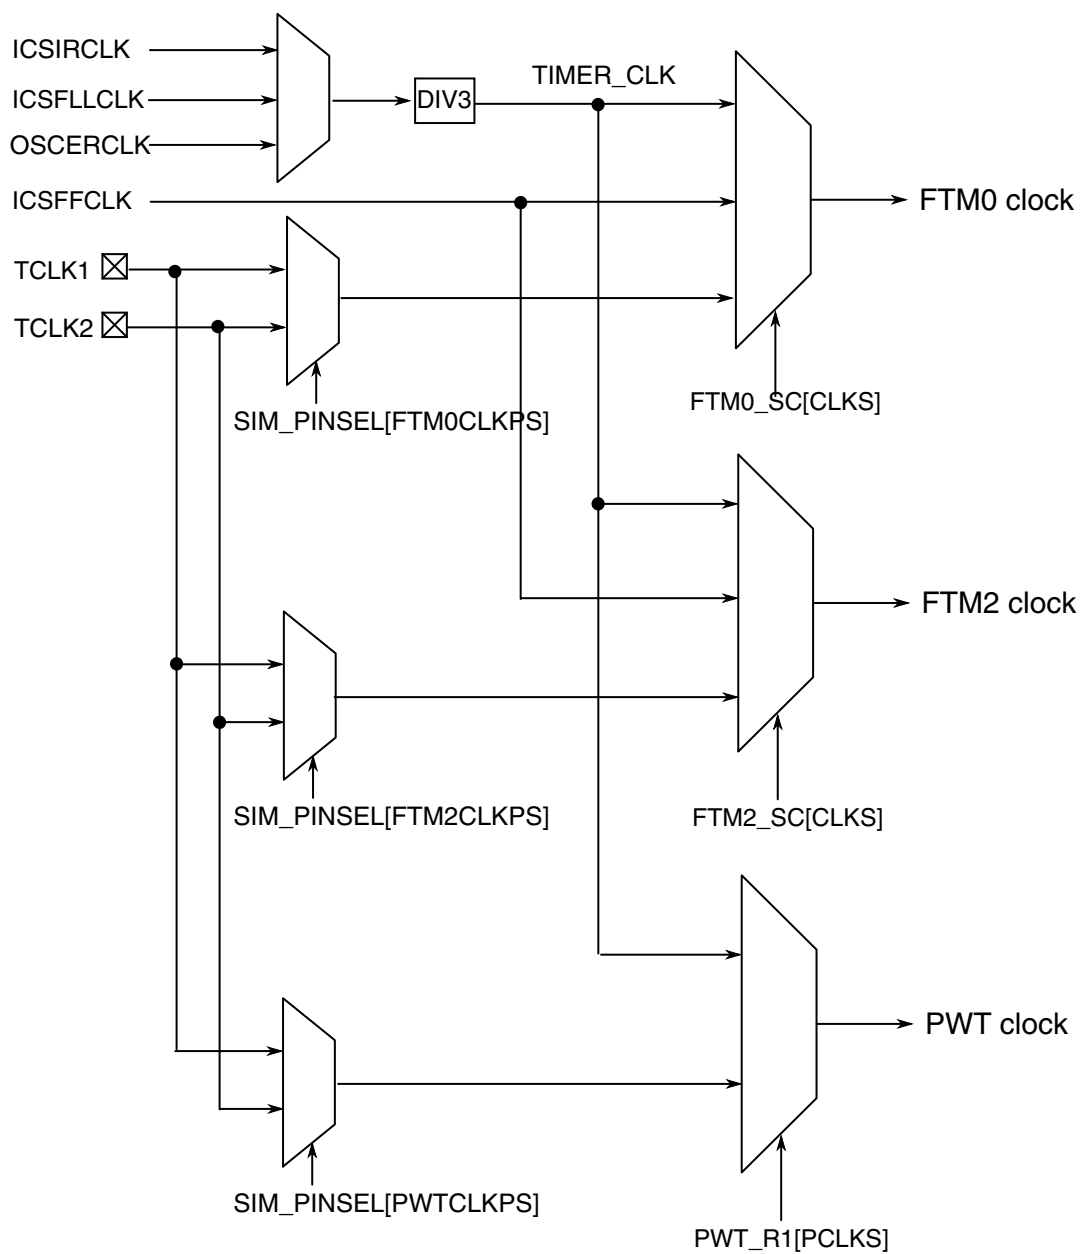 ICSIRCLK
ICSFLLCLK
OSCERCLK
DIV3
TIMER_CLK
ICSFFCLK
FTM0 clock
TCLK1
TCLK2
FTM0_SC[CLKS]
SIM_PINSEL[FTM0CLKPS]
FTM2 clock
SIM_PINSEL[FTM2CLKPS]
FTM2_SC[CLKS]
PWT clock
SIM_PINSEL[PWTCLKPS]
PWT_R1[PCLKS]